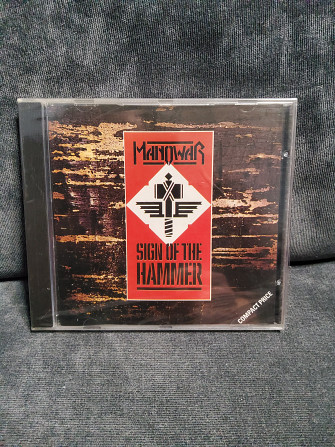 MANOWAR
SIGN OF THE
HAMMER
COMPACT PRICE